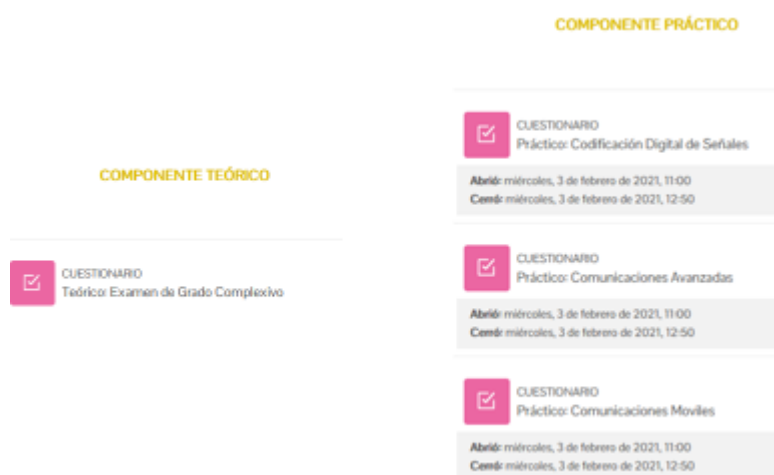 COMPONENTE TEÓRICO
CUESTIONARIO
Teórico: Examen de Grado Complexivo
COMPONENTE PRÁCTICO
CUESTIONARIO
Práctico: Codificación Digital de Señales
Abrió: miércoles, 3 de febrero de 2021, 11:00
Cerró: miércoles, 3 de febrero de 2021, 12:50
CUESTIONARIO
Práctico: Comunicaciones Avanzadas
Abrió: miércoles, 3 de febrero de 2021, 11:00
Cerró: miércoles, 3 de febrero de 2021, 12:50
CUESTIONARIO
Práctico: Comunicaciones Moviles
Abrió: miércoles, 3 de febrero de 2021, 11:00
Cerró: miércoles, 3 de febrero de 2021, 12:50